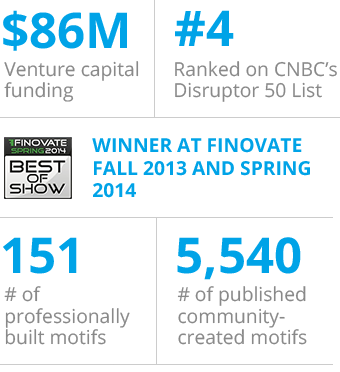 $86M
Venture capital
funding
#4
Ranked on CNBC's
Disruptor 50 List
FINOVATE
SPRING 2014
BEST
OF
SHOW
WINNER AT FINOVATE
FALL 2013 AND SPRING
2014
151
# of
professionally
built motifs
5,540
# of published
community-
created motifs